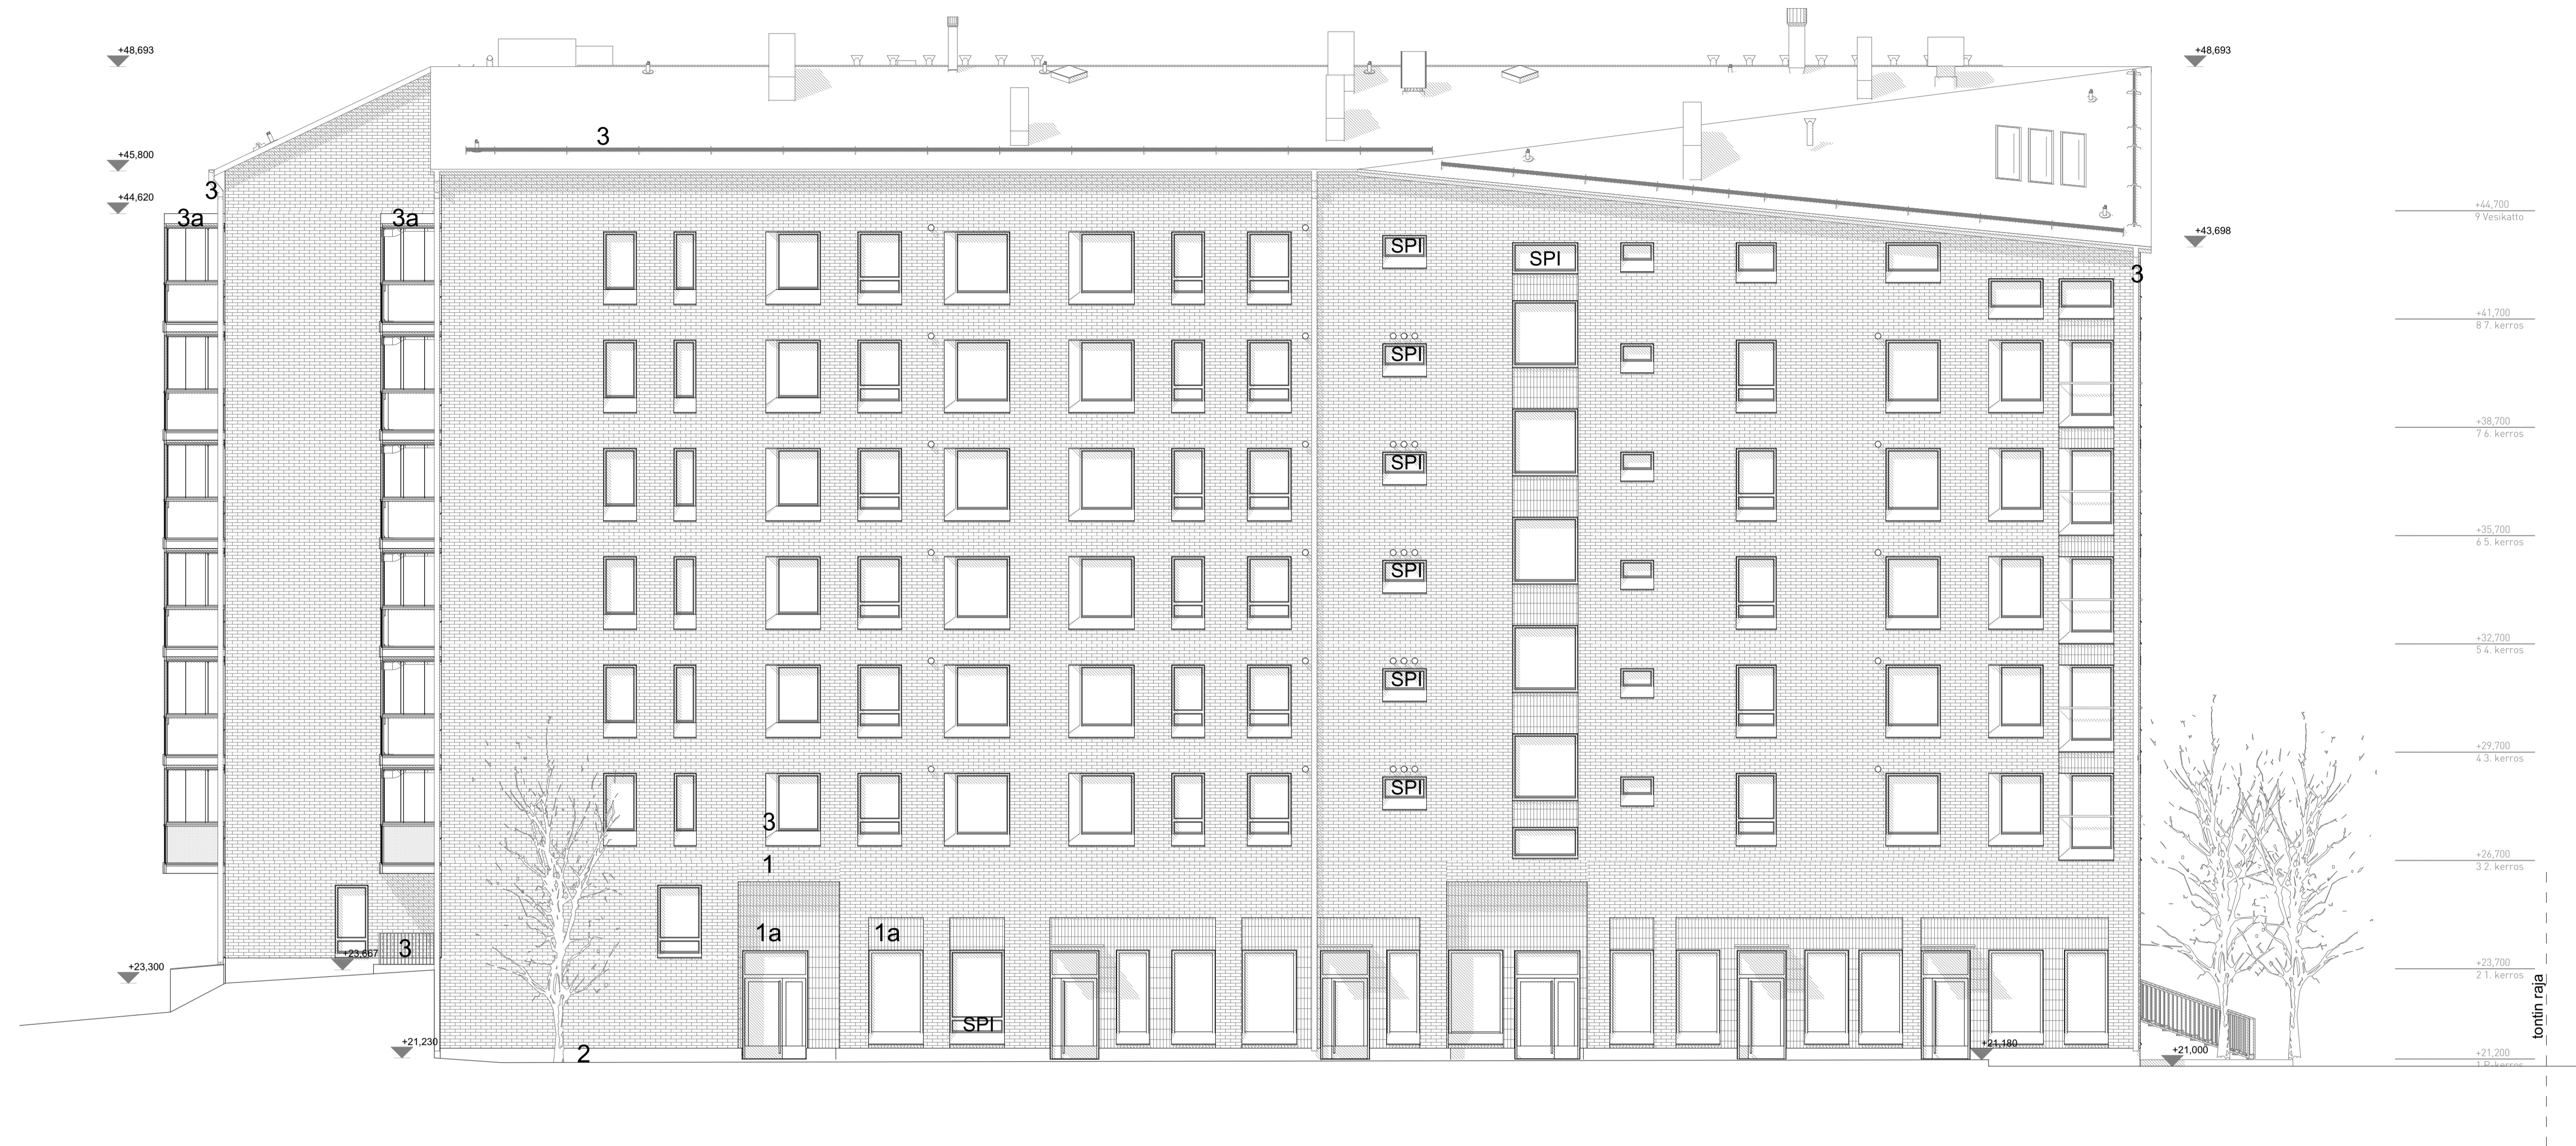 +48,693
+48,693
3
+45,800
3
+44,620
3a
3a
+44,700
9 Vesikatto
+43,698
SPI
SPI
3
+41,700
8 7. kerros
SPI
+38,700
7 6. kerros
SPI
+35,700
6 5. kerros
SPI
+32,700
5 4. kerros
SPI
+29,700
4 3. kerros
SPI
3
1
+26,700
3 2. kerros
1a
1a
3
+23,667
+23,300
+23,700
2 1. kerros
tontin raja
SPI
+21,230
2
+21,180
+21,000
+21,200
1 P-kerros